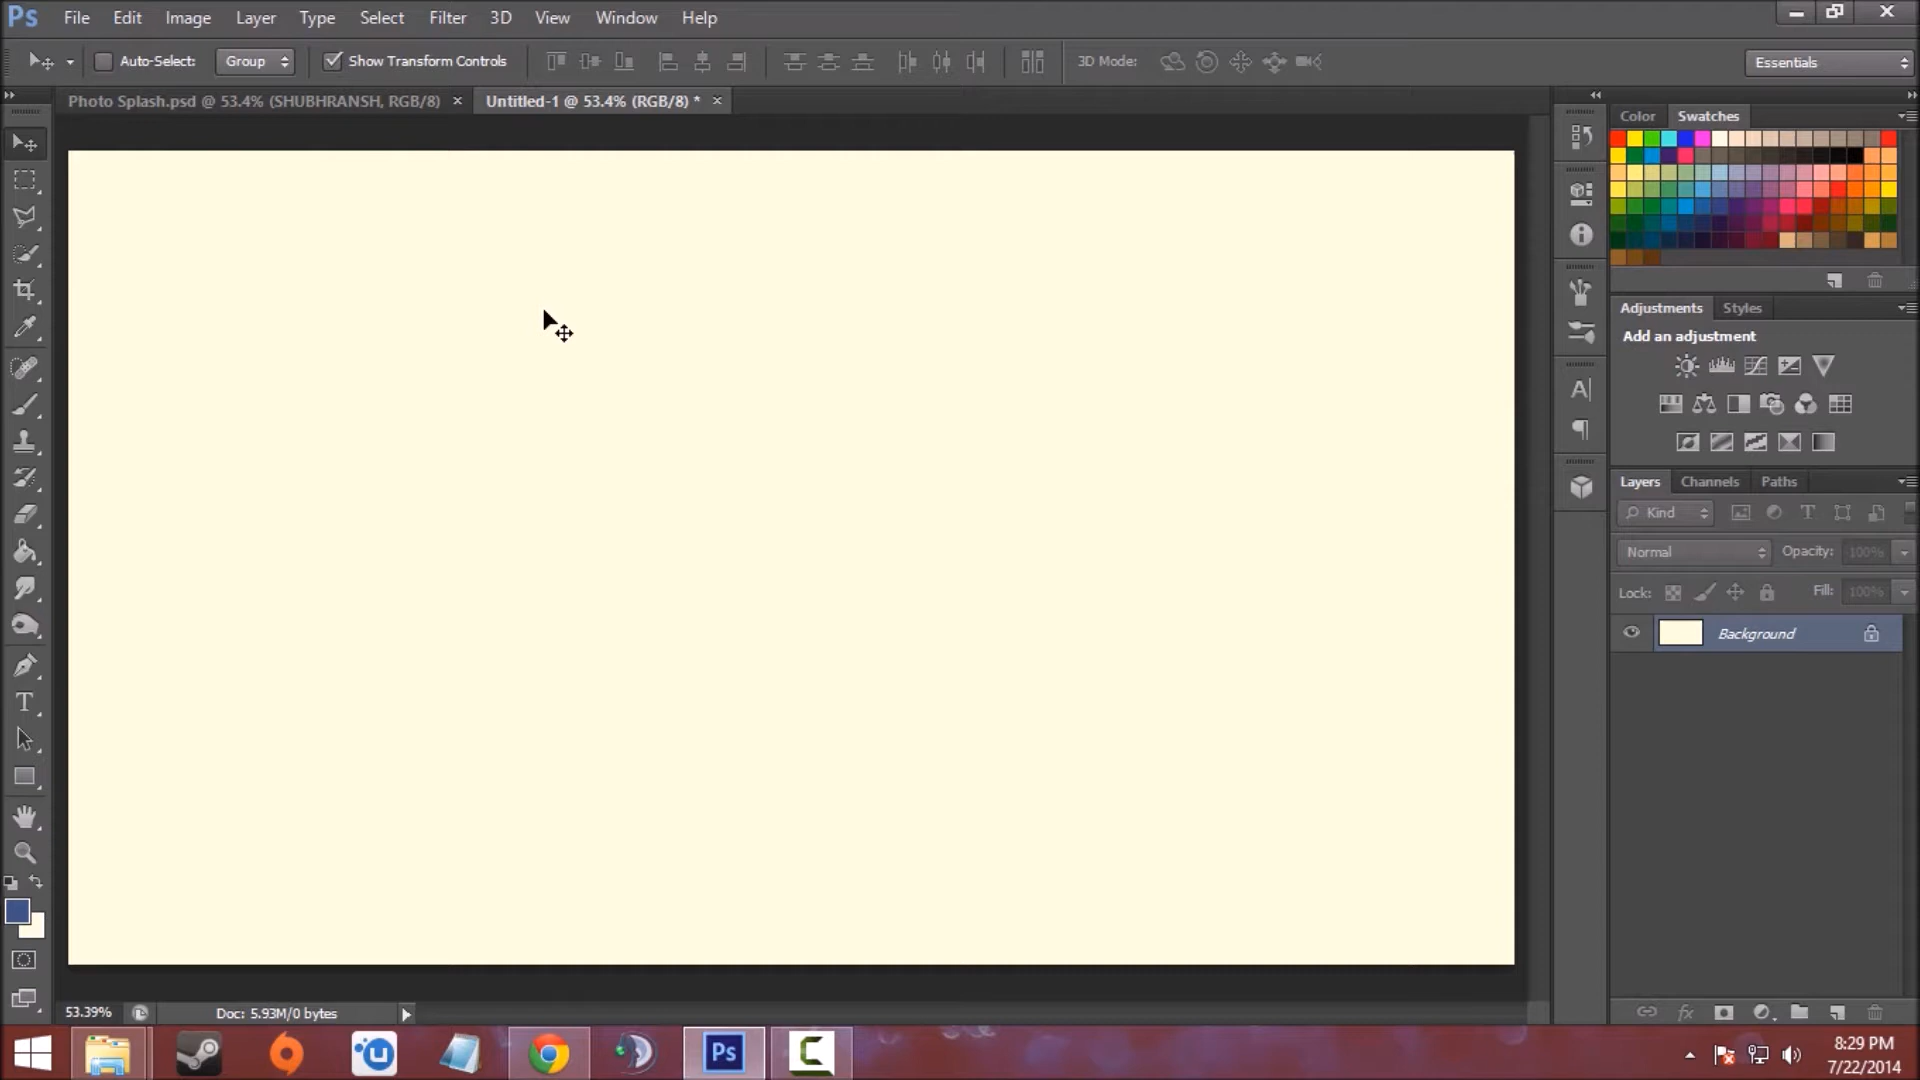 Ps File Edit Image Layer Type Select Filter 3D View Window Help
Auto-Select: Group Show Transform Controls 3D Mode: Essentials
Photo Splash.psd @ 53.4% (SHUBHRANSH, RGB/8) × Untitled-1 @ 53.4% (RGB/8) * ×
Color Swatches
Adjustments Styles
Add an adjustment
Layers Channels Paths
Kind
Normal Opacity: 100%
Lock: Fill: 100%
Background
53.39% Doc: 5.93M/0 bytes
Ps
8:29 PM
7/22/2014